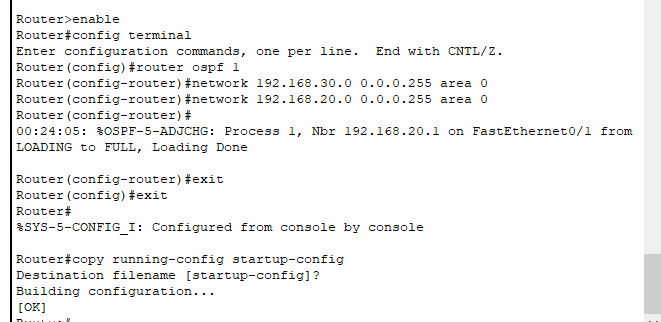 Router>enable
Router#config terminal
Enter configuration commands, one per line.  End with CNTL/Z.
Router(config)#router ospf 1
Router(config-router)#network 192.168.30.0 0.0.0.255 area 0
Router(config-router)#network 192.168.20.0 0.0.0.255 area 0
Router(config-router)#
00:24:05: %OSPF-5-ADJCHG: Process 1, Nbr 192.168.20.1 on FastEthernet0/1 from
LOADING to FULL, Loading Done
Router(config-router)#exit
Router(config)#exit
Router#
%SYS-5-CONFIG_I: Configured from console by console
Router#copy running-config startup-config
Destination filename [startup-config]?
Building configuration...
[OK]
Router#